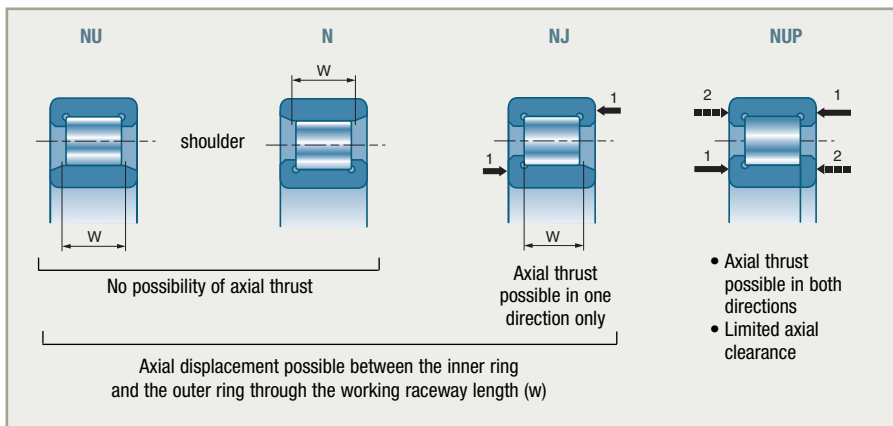 NU
N
NJ
NUP
W
shoulder
W
1
1
2
1
1
2
W
W
No possibility of axial thrust
Axial thrust
possible in one
direction only
• Axial thrust
possible in both
directions
• Limited axial
clearance
Axial displacement possible between the inner ring
and the outer ring through the working raceway length (w)